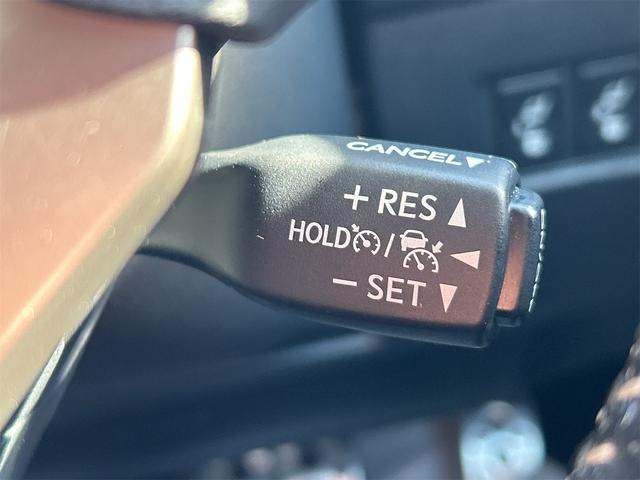 CANCEL▼
+ RES ▲
HOLD / ◀
− SET ▼